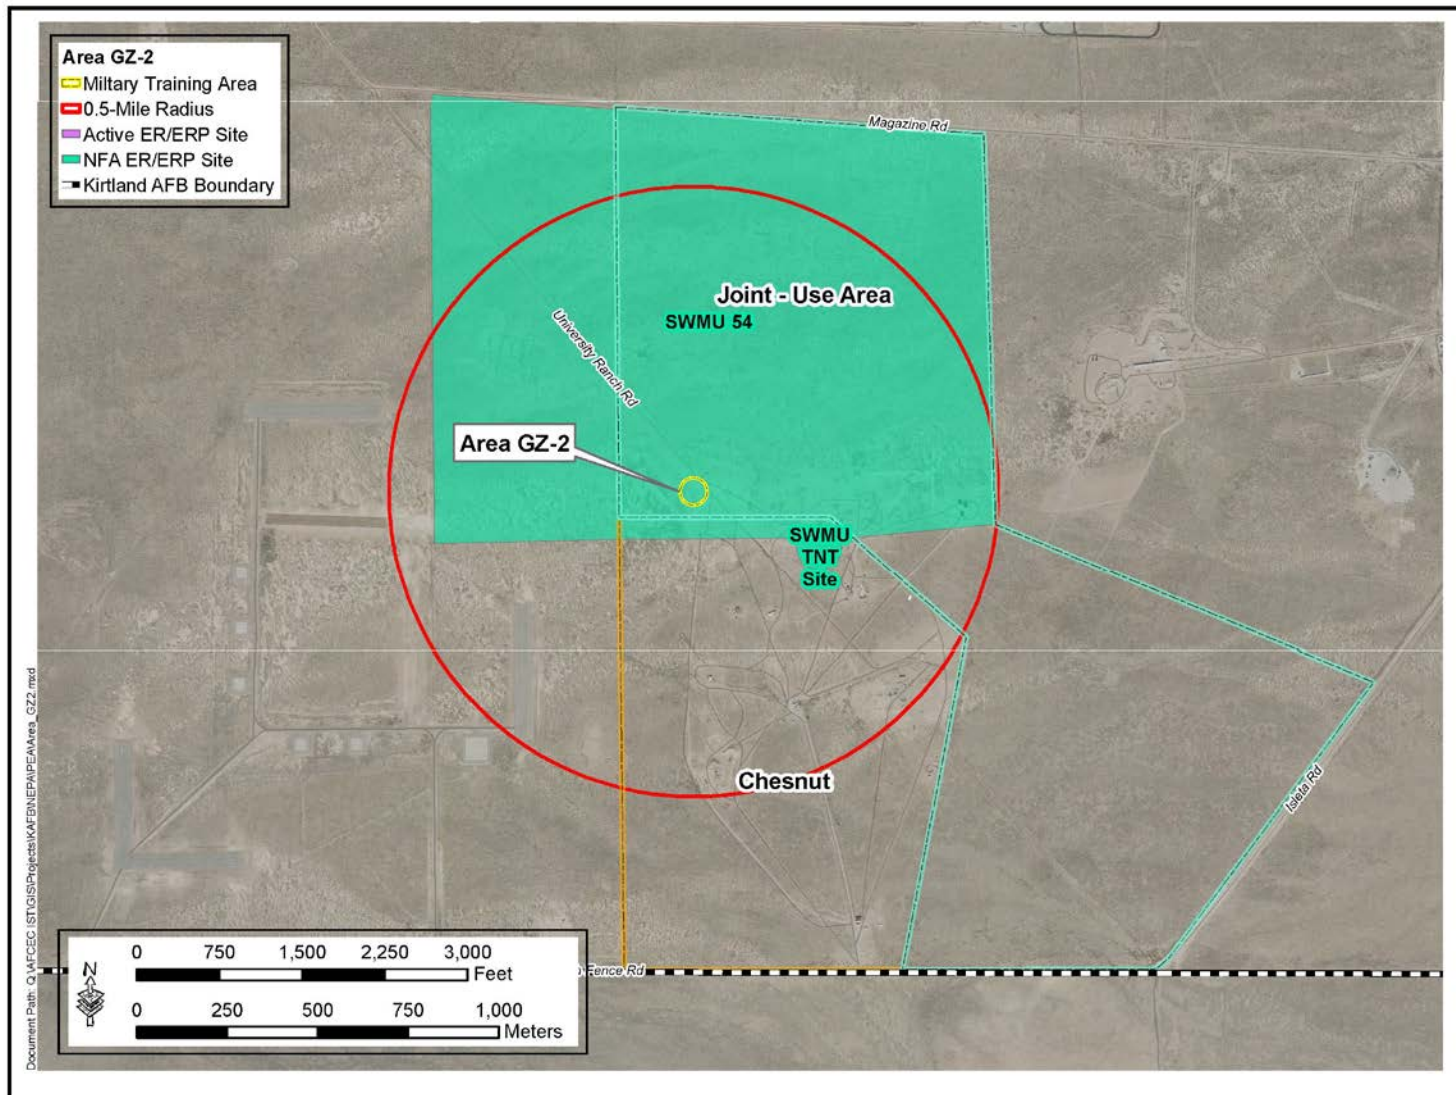 Area GZ-2
Miltary Training Area
0.5-Mile Radius
Active ER/ERP Site
NFA ER/ERP Site
Kirtland AFB Boundary
Magazine Rd
Joint - Use Area
SWMU 54
University Ranch Rd
Area GZ-2
SWMU
TNT
Site
Chesnut
Isleta Rd
Fence Rd
N
0 750 1,500 2,250 3,000
Feet
0 250 500 750 1,000
Meters